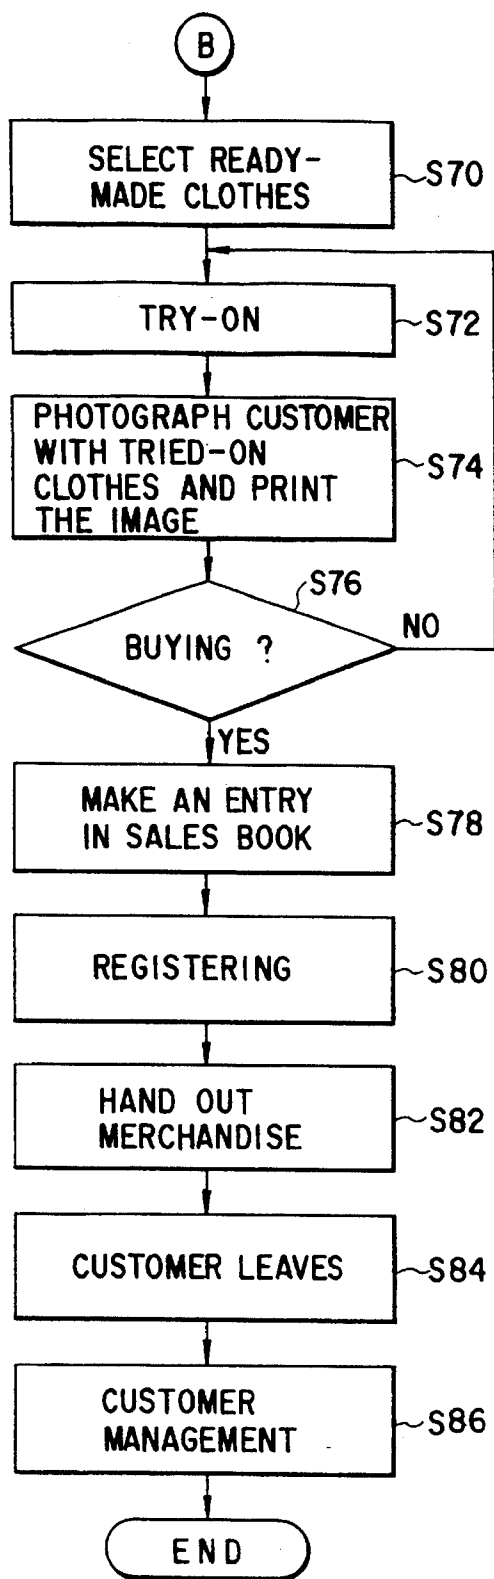 B
SELECT READY-
MADE CLOTHES
S70
TRY-ON
S72
PHOTOGRAPH CUSTOMER
WITH TRIED-ON
CLOTHES AND PRINT
THE IMAGE
S74
S76
BUYING ?
NO
YES
MAKE AN ENTRY
IN SALES BOOK
S78
REGISTERING
S80
HAND OUT
MERCHANDISE
S82
CUSTOMER LEAVES
S84
CUSTOMER
MANAGEMENT
S86
END